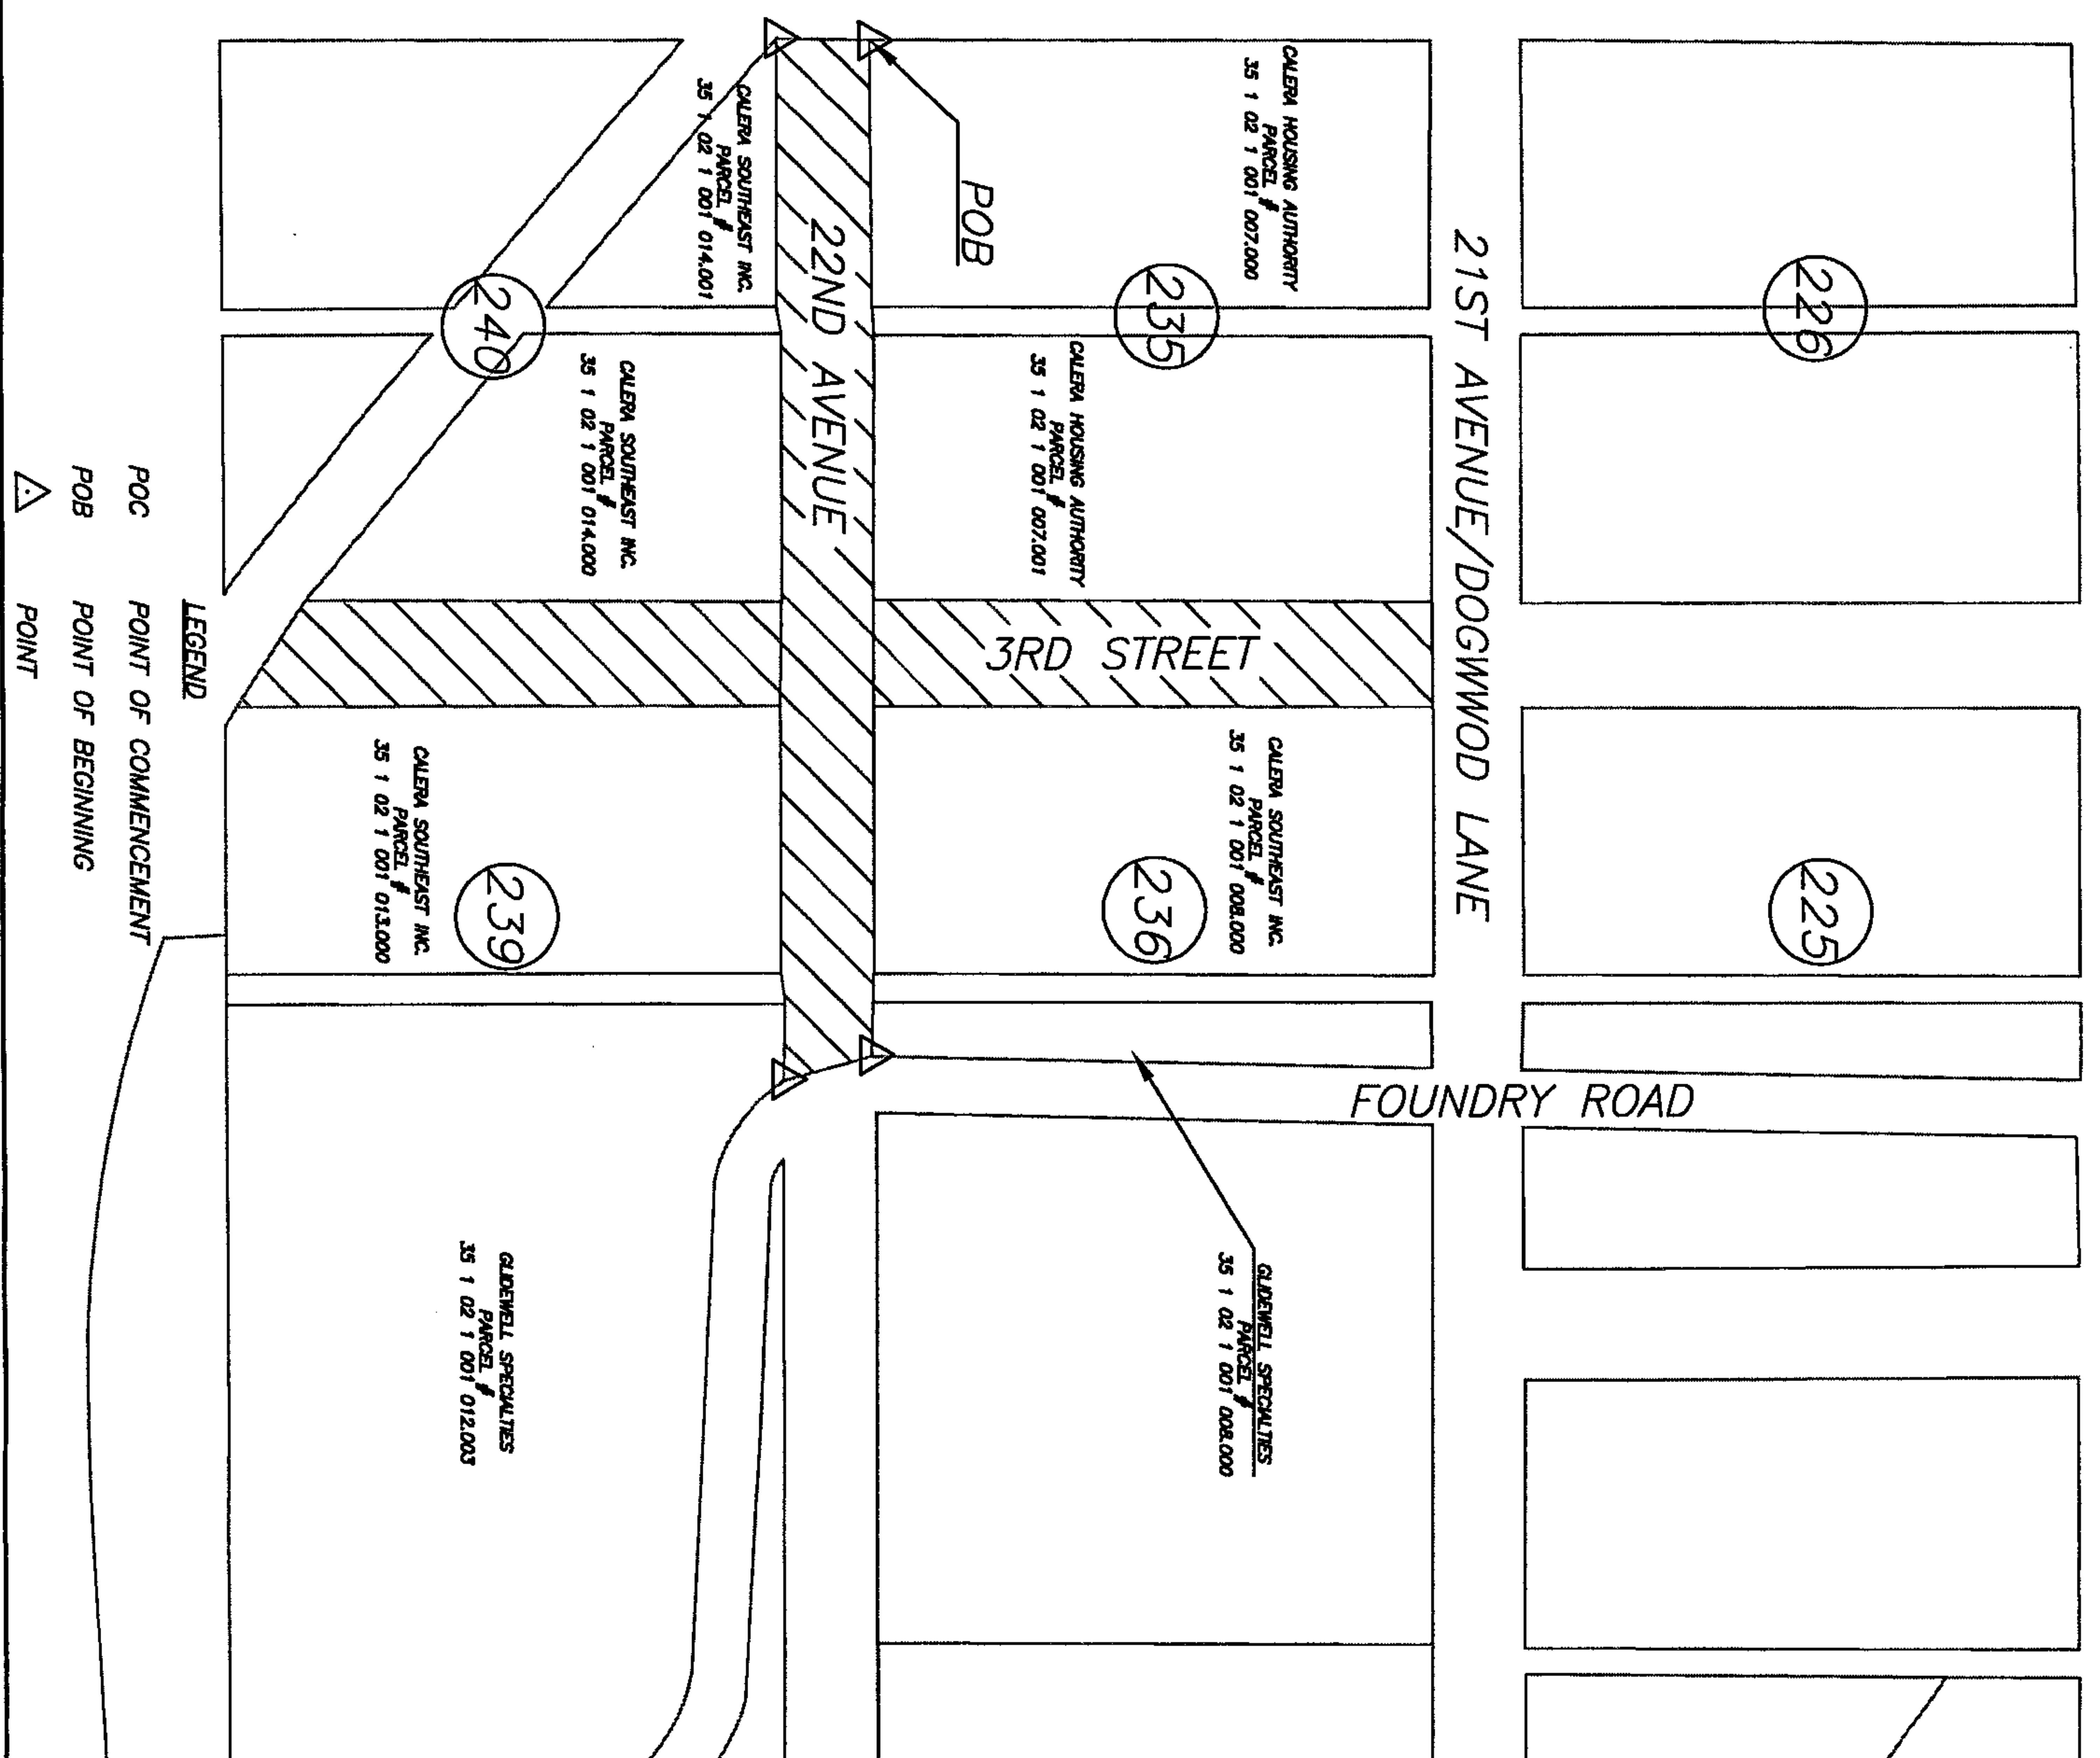 226
225
21ST AVENUE/DOGWWOD LANE
FOUNDRY ROAD
CALERA HOUSING AUTHORITY
PARCEL #
35 1 02 1 001 007.000
235
CALERA HOUSING AUTHORITY
PARCEL #
35 1 02 1 001 007.001
3RD STREET
CALERA SOUTHEAST INC.
PARCEL #
35 1 02 1 001 008.000
236
GLIDEWELL SPECIALTIES
PARCEL #
35 1 02 1 001 008.000
POB
22ND AVENUE
CALERA SOUTHEAST INC.
PARCEL #
35 1 02 1 001 014.001
CALERA SOUTHEAST INC.
PARCEL #
35 1 02 1 001 014.000
240
239
CALERA SOUTHEAST INC.
PARCEL #
35 1 02 1 001 013.000
GLIDEWELL SPECIALTIES
PARCEL #
35 1 02 1 001 012.003
LEGEND
POC POINT OF COMMENCEMENT
POB POINT OF BEGINNING
POINT